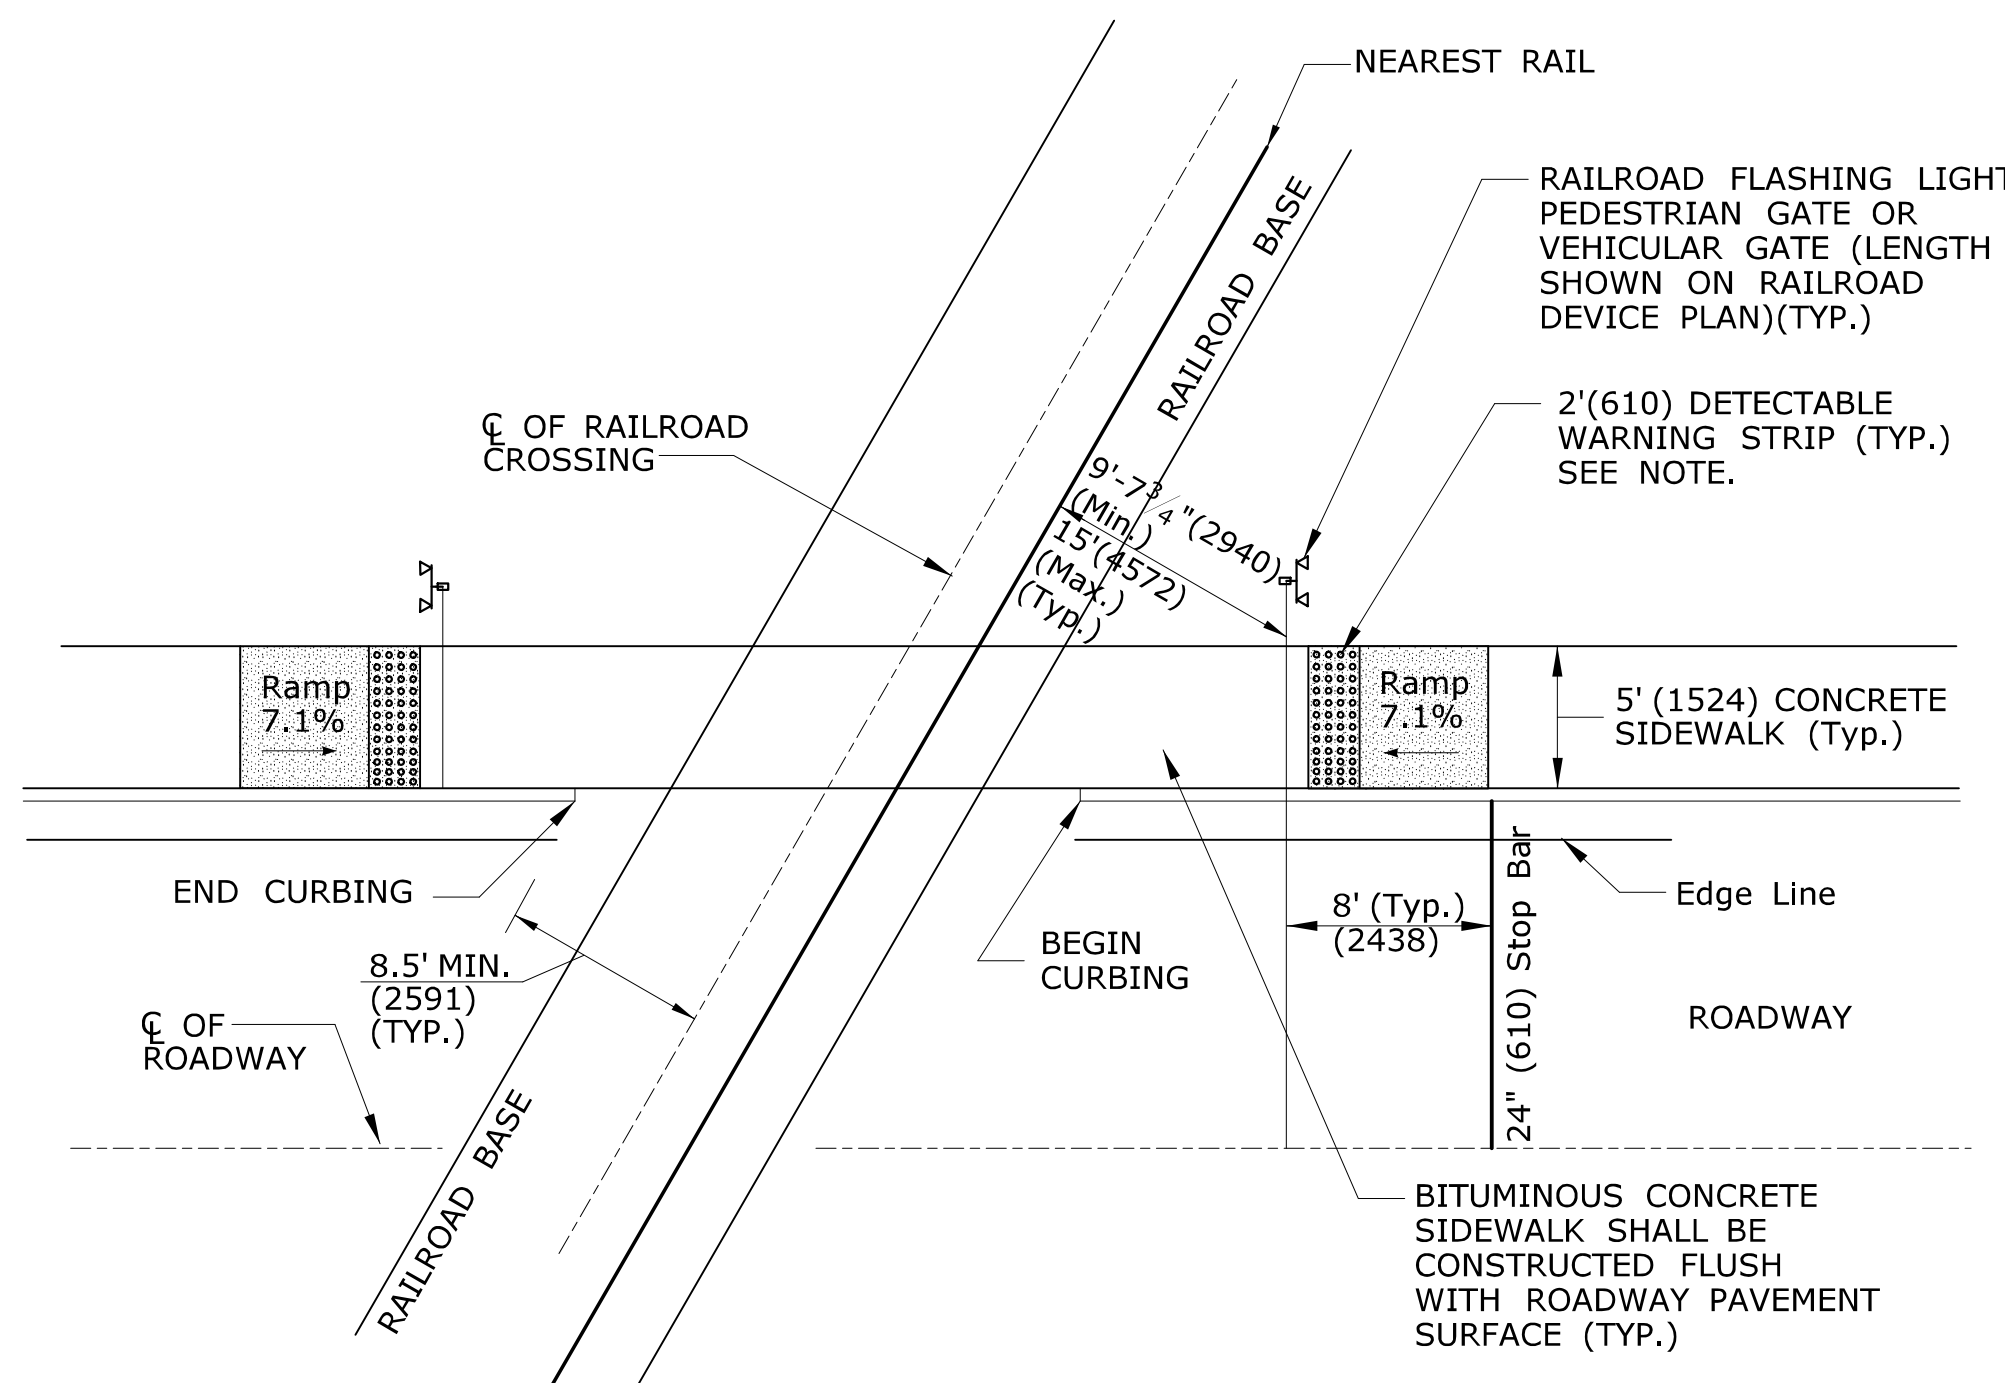 NEAREST RAIL
RAILROAD FLASHING LIGHT
PEDESTRIAN GATE OR
VEHICULAR GATE (LENGTH
SHOWN ON RAILROAD
DEVICE PLAN)(TYP.)
RAILROAD BASE
2'(610) DETECTABLE
WARNING STRIP (TYP.)
SEE NOTE.
℄ OF RAILROAD
CROSSING
9'-7 3/4"(2940)
(Min.)
15'(4572)
(Max.)
(Typ.)
Ramp
7.1%
Ramp
7.1%
5' (1524) CONCRETE
SIDEWALK (Typ.)
END CURBING
8.5' MIN.
(2591)
(TYP.)
BEGIN
CURBING
8' (Typ.)
(2438)
24" (610) Stop Bar
Edge Line
ROADWAY
℄ OF
ROADWAY
RAILROAD BASE
BITUMINOUS CONCRETE
SIDEWALK SHALL BE
CONSTRUCTED FLUSH
WITH ROADWAY PAVEMENT
SURFACE (TYP.)